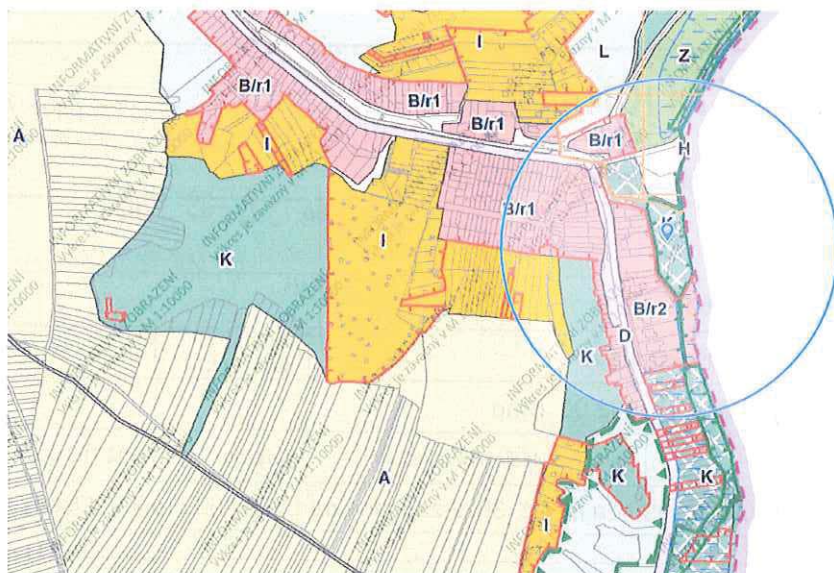 INFORMATIVNÍ ZOBRAZENÍ
Výkres je závazný v M 1:10000
I
L
Z
B/r1
B/r1
B/r1
B/r1
A
I
H
B/r1
K
I
K
B/r2
D
K
A
K
K
I